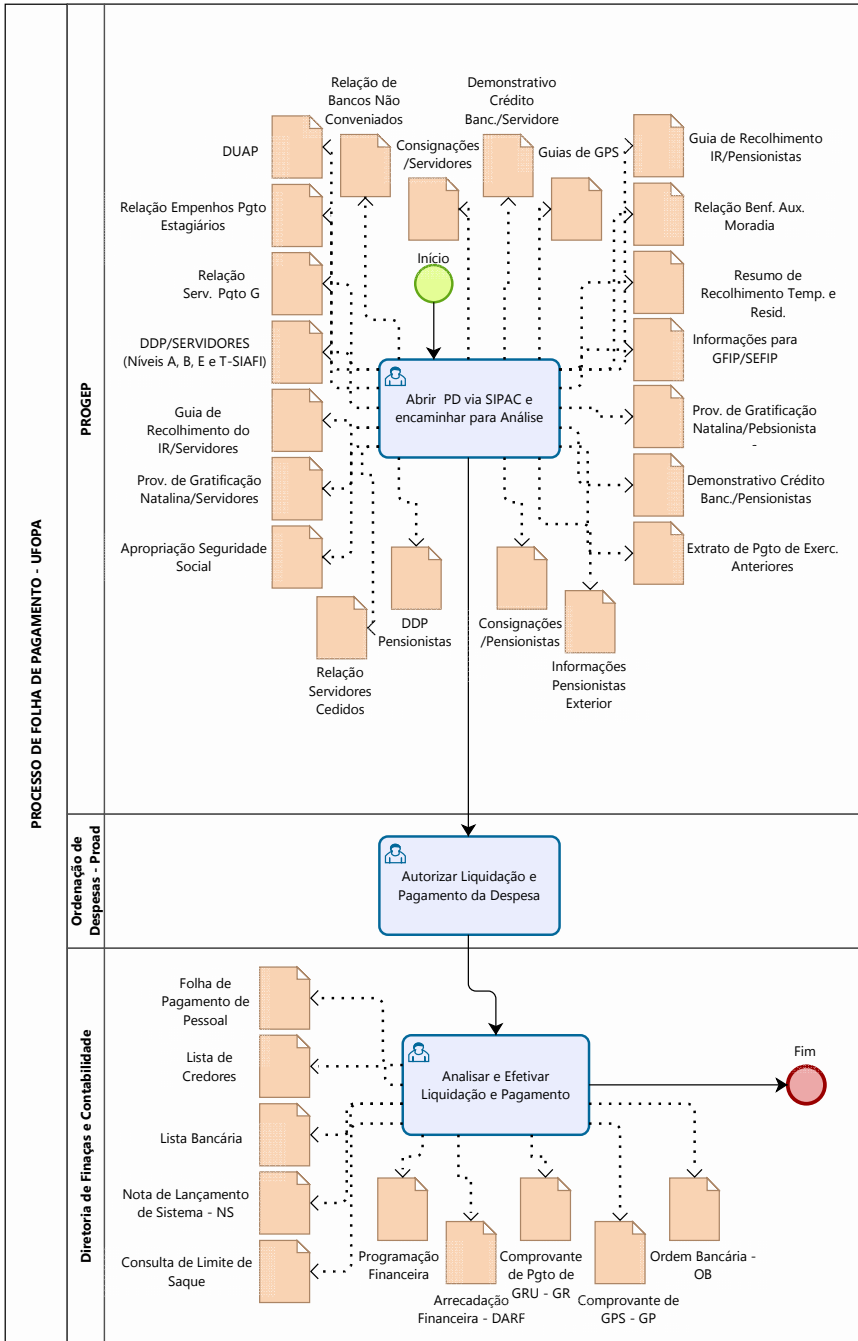 PROCESSO DE FOLHA DE PAGAMENTO - UFOPA
PROGEP
Relação de
Bancos Não
Conveniados
Demonstrativo
Crédito
Banc./Servidore
DUAP
Consignações
/Servidores
Guias de GPS
Guia de Recolhimento
IR/Pensionistas
Relação Empenhos Pgto
Estagiários
Relação Benf. Aux.
Moradia
Início
Relação
Serv. Pgto G
Resumo de
Recolhimento Temp. e
Resid.
DDP/SERVIDORES
(Níveis A, B, E e T-SIAFI)
Informações para
GFIP/SEFIP
Abrir PD via SIPAC e
encaminhar para Análise
Guia de
Recolhimento do
IR/Servidores
Prov. de Gratificação
Natalina/Pebsionista
Prov. de Gratificação
Natalina/Servidores
Demonstrativo Crédito
Banc./Pensionistas
Apropriação Seguridade
Social
Extrato de Pgto de Exerc.
Anteriores
DDP
Pensionistas
Consignações
/Pensionistas
Relação
Servidores
Cedidos
Informações
Pensionistas
Exterior
Ordenação de
Despesas - Proad
Autorizar Liquidação e
Pagamento da Despesa
Diretoria de Finaças e Contabilidade
Folha de
Pagamento de
Pessoal
Lista de
Credores
Analisar e Efetivar
Liquidação e Pagamento
Fim
Lista Bancária
Nota de Lançamento
de Sistema - NS
Consulta de Limite de
Saque
Programação
Financeira
Arrecadação
Financeira - DARF
Comprovante
de Pgto de
GRU - GR
Comprovante de
GPS - GP
Ordem Bancária -
OB